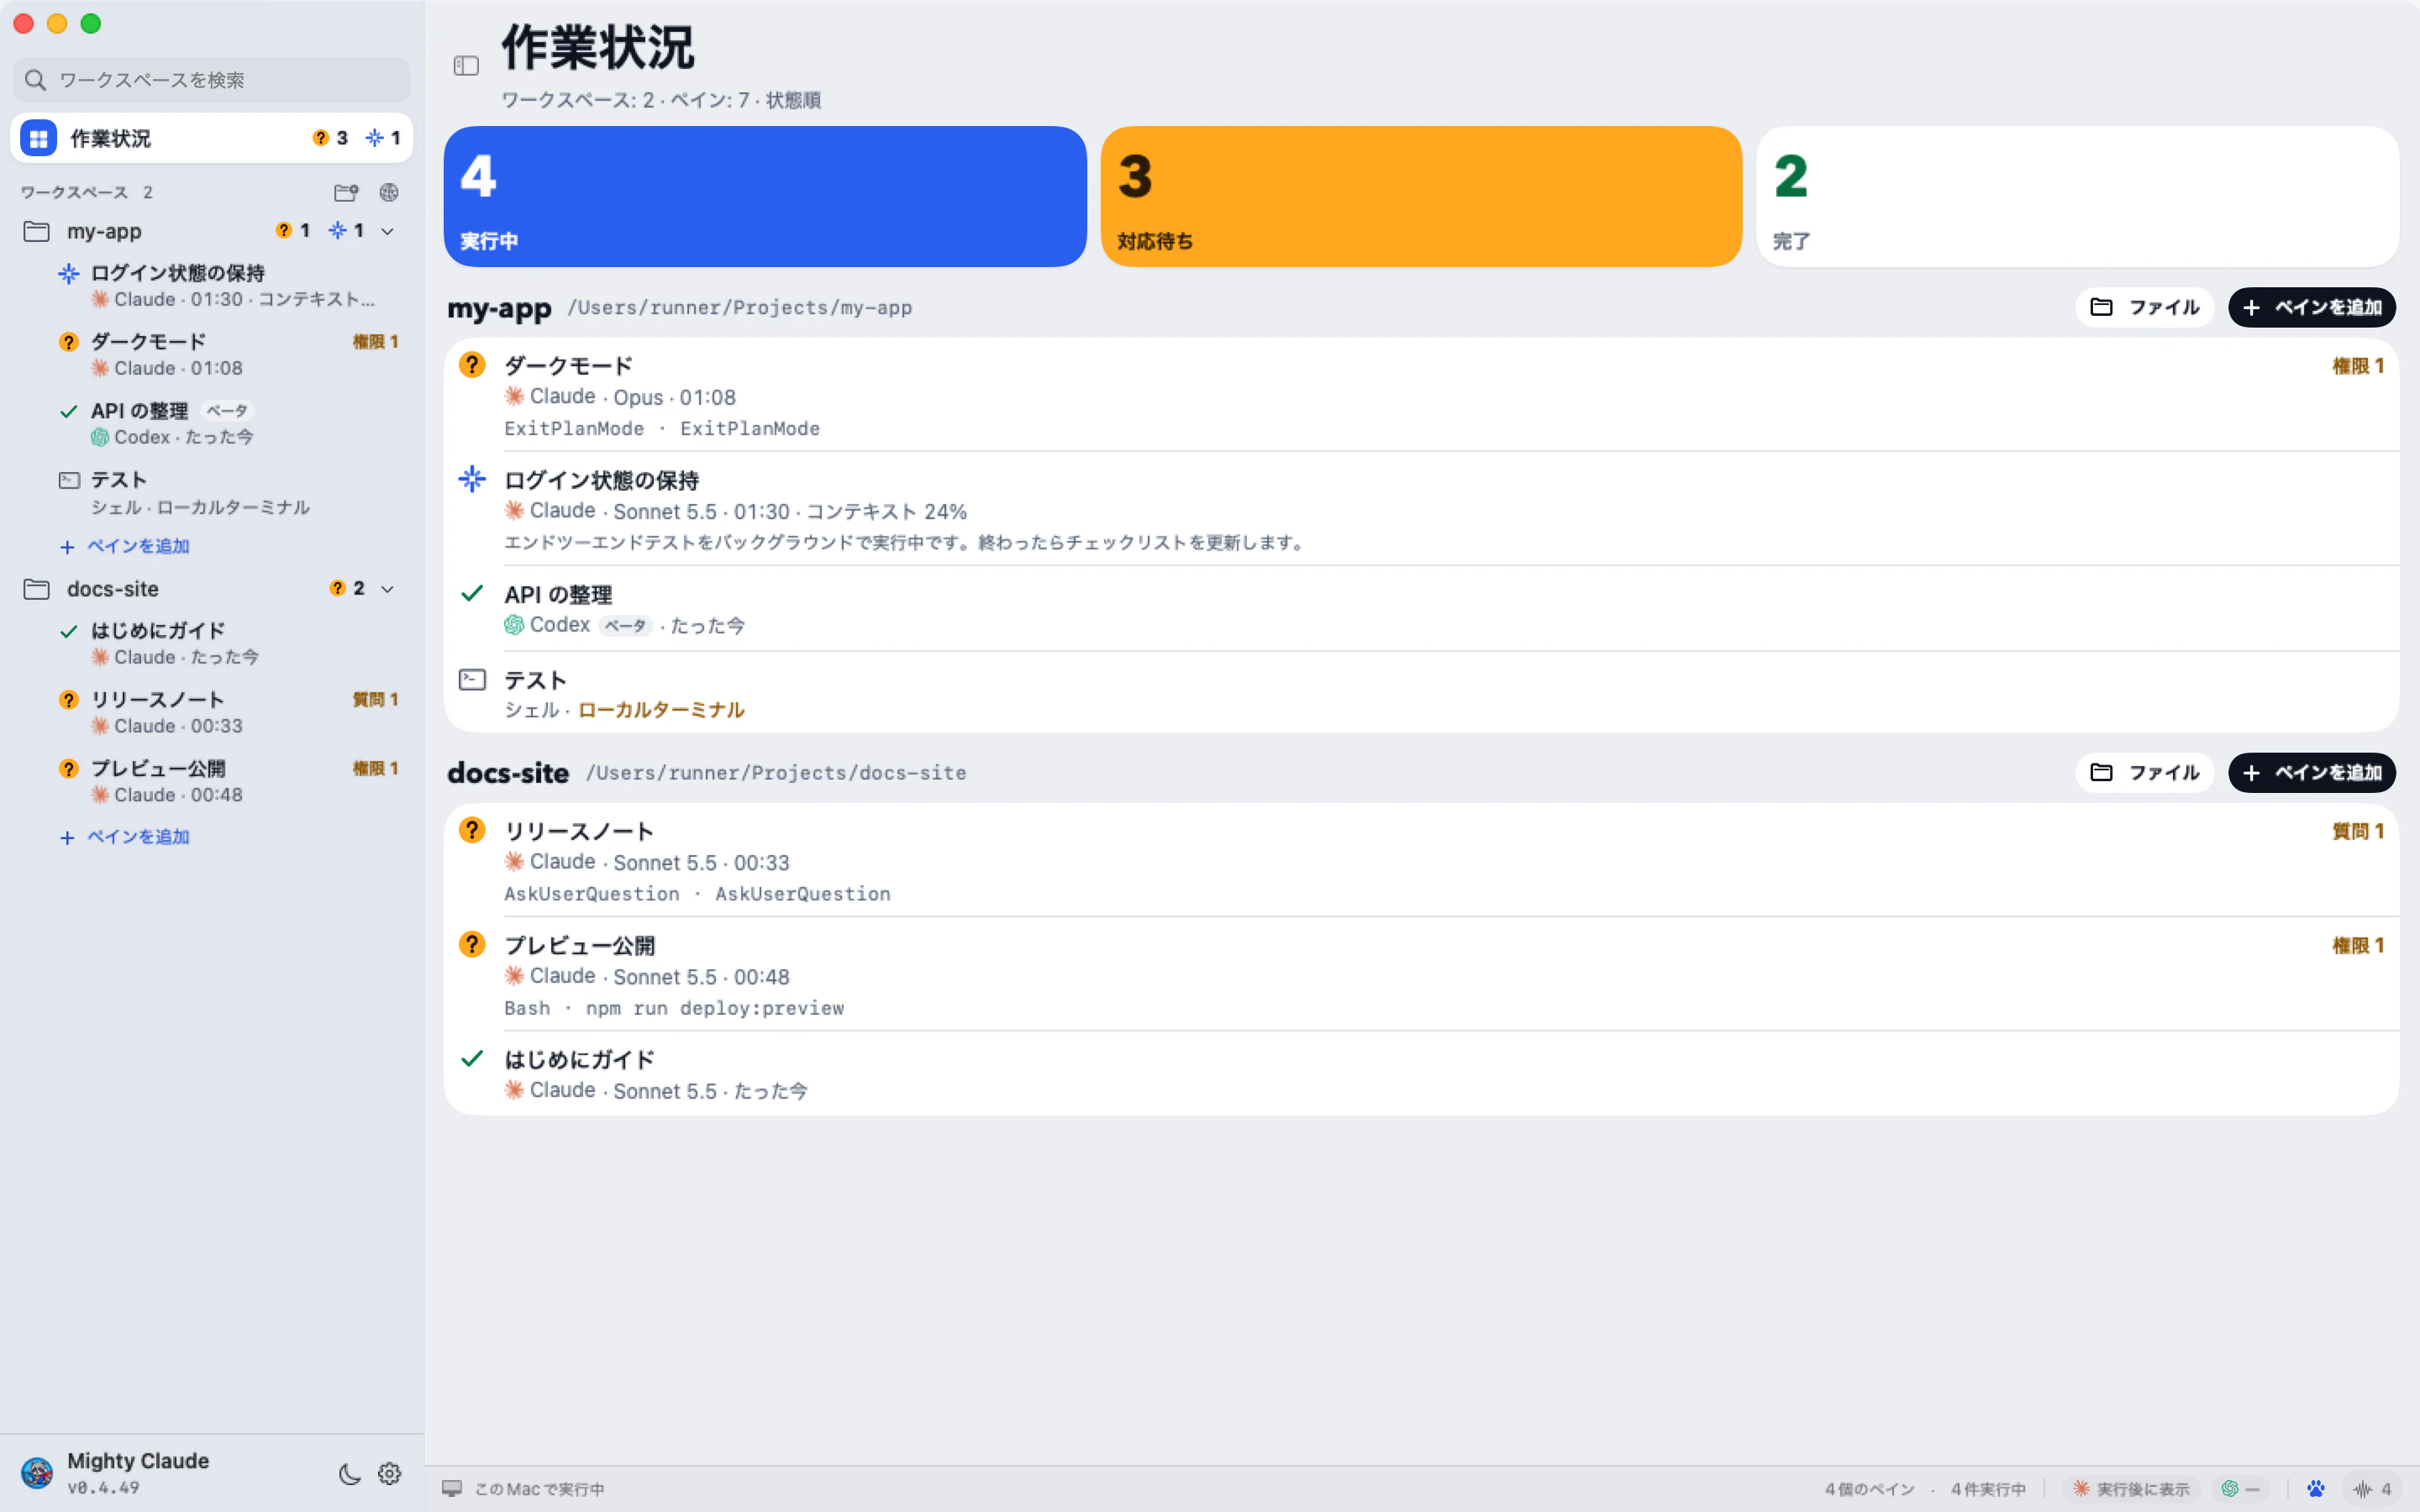 ワークスペースを検索
作業状況 3 1
ワークスペース 2
my-app 1 1
ログイン状態の保持
Claude · 01:30 · コンテキスト...
ダークモード 権限 1
Claude · 01:08
API の整理 ベータ
Codex · たった今
テスト
シェル · ローカルターミナル
+ ペインを追加
docs-site 2
はじめにガイド
Claude · たった今
リリースノート 質問 1
Claude · 00:33
プレビュー公開 権限 1
Claude · 00:48
+ ペインを追加
Mighty Claude
v0.4.49
作業状況
ワークスペース: 2 · ペイン: 7 · 状態順
4
実行中
3
対応待ち
2
完了
my-app /Users/runner/Projects/my-app ファイル + ペインを追加
ダークモード 権限 1
Claude · Opus · 01:08
ExitPlanMode · ExitPlanMode
ログイン状態の保持
Claude · Sonnet 5.5 · 01:30 · コンテキスト 24%
エンドツーエンドテストをバックグラウンドで実行中です。終わったらチェックリストを更新します。
API の整理
Codex ベータ · たった今
テスト
シェル · ローカルターミナル
docs-site /Users/runner/Projects/docs-site ファイル + ペインを追加
リリースノート 質問 1
Claude · Sonnet 5.5 · 00:33
AskUserQuestion · AskUserQuestion
プレビュー公開 権限 1
Claude · Sonnet 5.5 · 00:48
Bash · npm run deploy:preview
はじめにガイド
Claude · Sonnet 5.5 · たった今
この Mac で実行中 4 個のペイン · 4 件実行中 実行後に表示 — 4